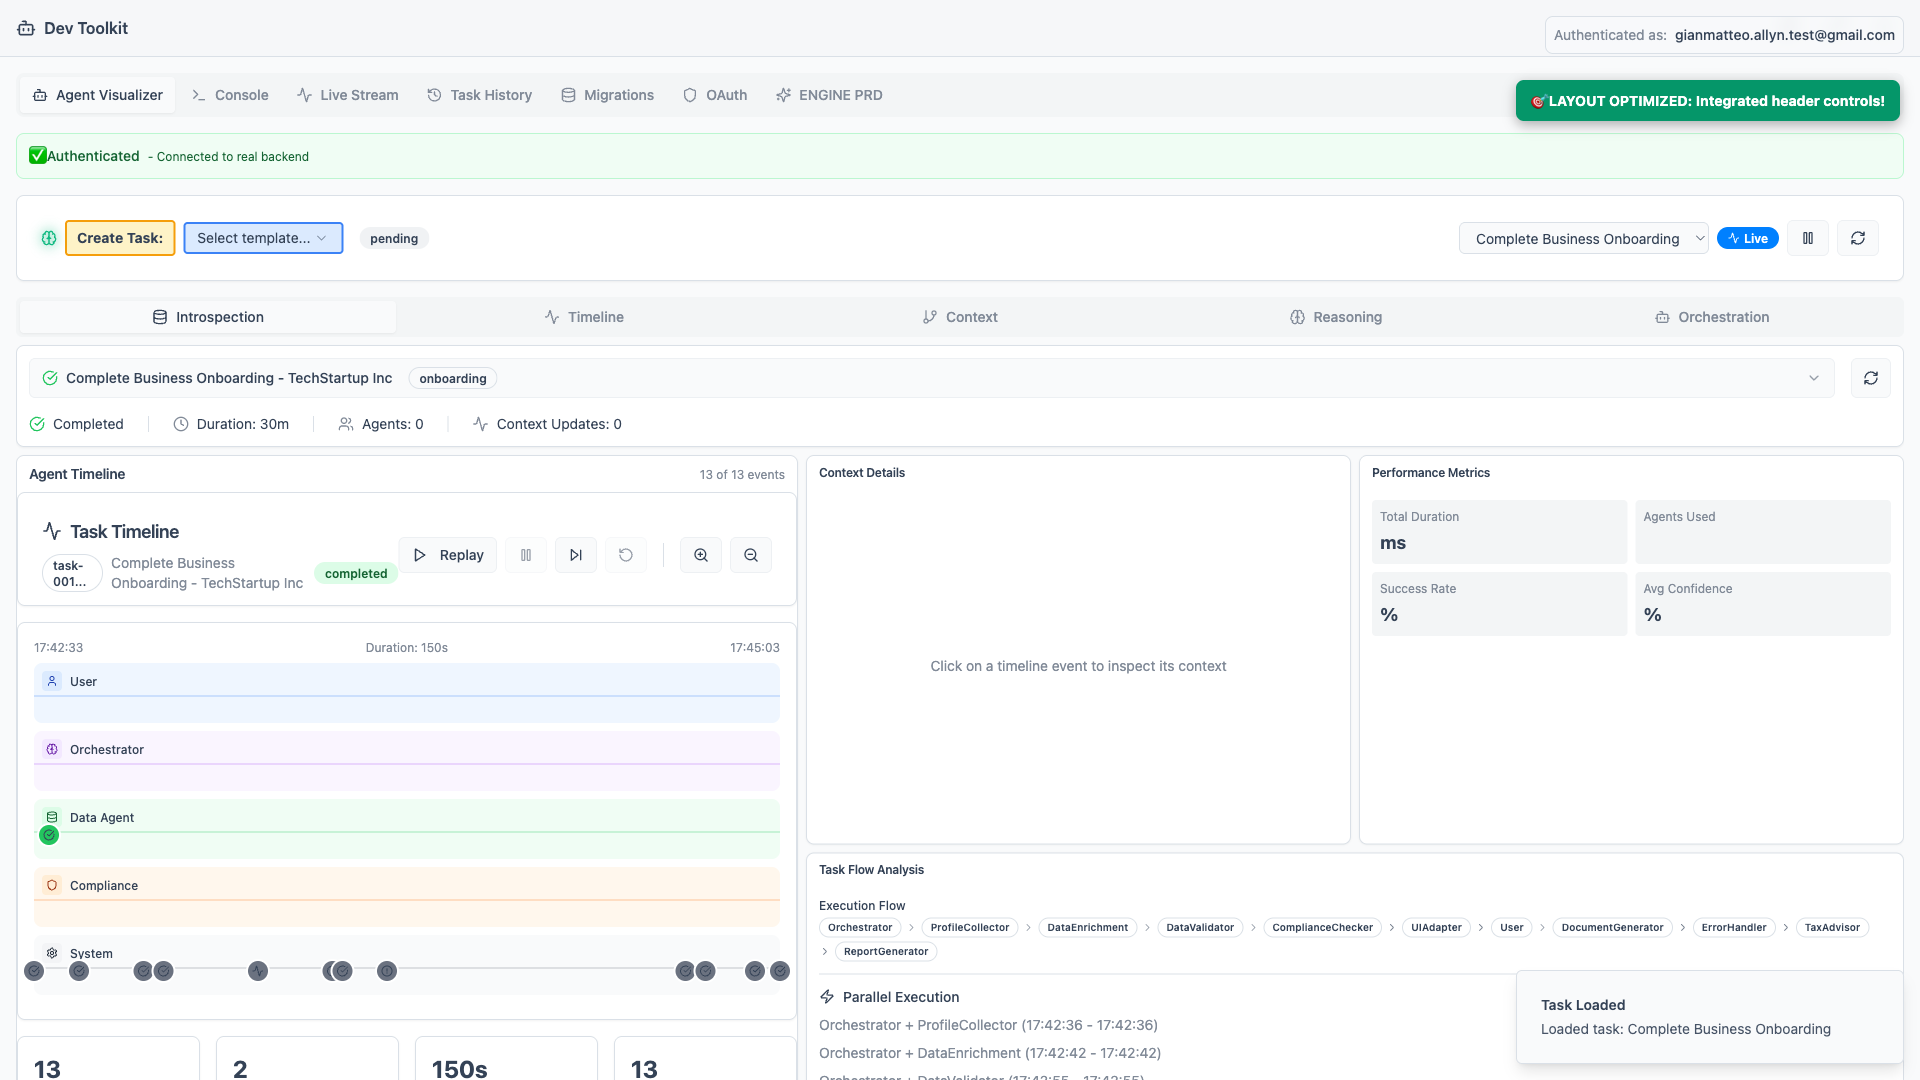 Dev Toolkit
Authenticated as: gianmatteo.allyn.test@gmail.com
Agent Visualizer
Console
Live Stream
Task History
Migrations
OAuth
ENGINE PRD
🎯LAYOUT OPTIMIZED: Integrated header controls!
✅Authenticated - Connected to real backend
Create Task:
Select template...
pending
Complete Business Onboarding
Live
Introspection
Timeline
Context
Reasoning
Orchestration
Complete Business Onboarding - TechStartup Inc
onboarding
Completed
Duration: 30m
Agents: 0
Context Updates: 0
Agent Timeline
13 of 13 events
Task Timeline
task-
001...
Complete Business
Onboarding - TechStartup Inc
completed
Replay
17:42:33
Duration: 150s
17:45:03
User
Orchestrator
Data Agent
Compliance
System
13
2
150s
13
Context Details
Click on a timeline event to inspect its context
Performance Metrics
Total Duration
ms
Agents Used
Success Rate
%
Avg Confidence
%
Task Flow Analysis
Execution Flow
Orchestrator > ProfileCollector > DataEnrichment > DataValidator > ComplianceChecker > UIAdapter > User > DocumentGenerator > ErrorHandler > TaxAdvisor
> ReportGenerator
Parallel Execution
Orchestrator + ProfileCollector (17:42:36 - 17:42:36)
Orchestrator + DataEnrichment (17:42:42 - 17:42:42)
Orchestrator + DataValidator (17:42:55 - 17:42:55)
Task Loaded
Loaded task: Complete Business Onboarding